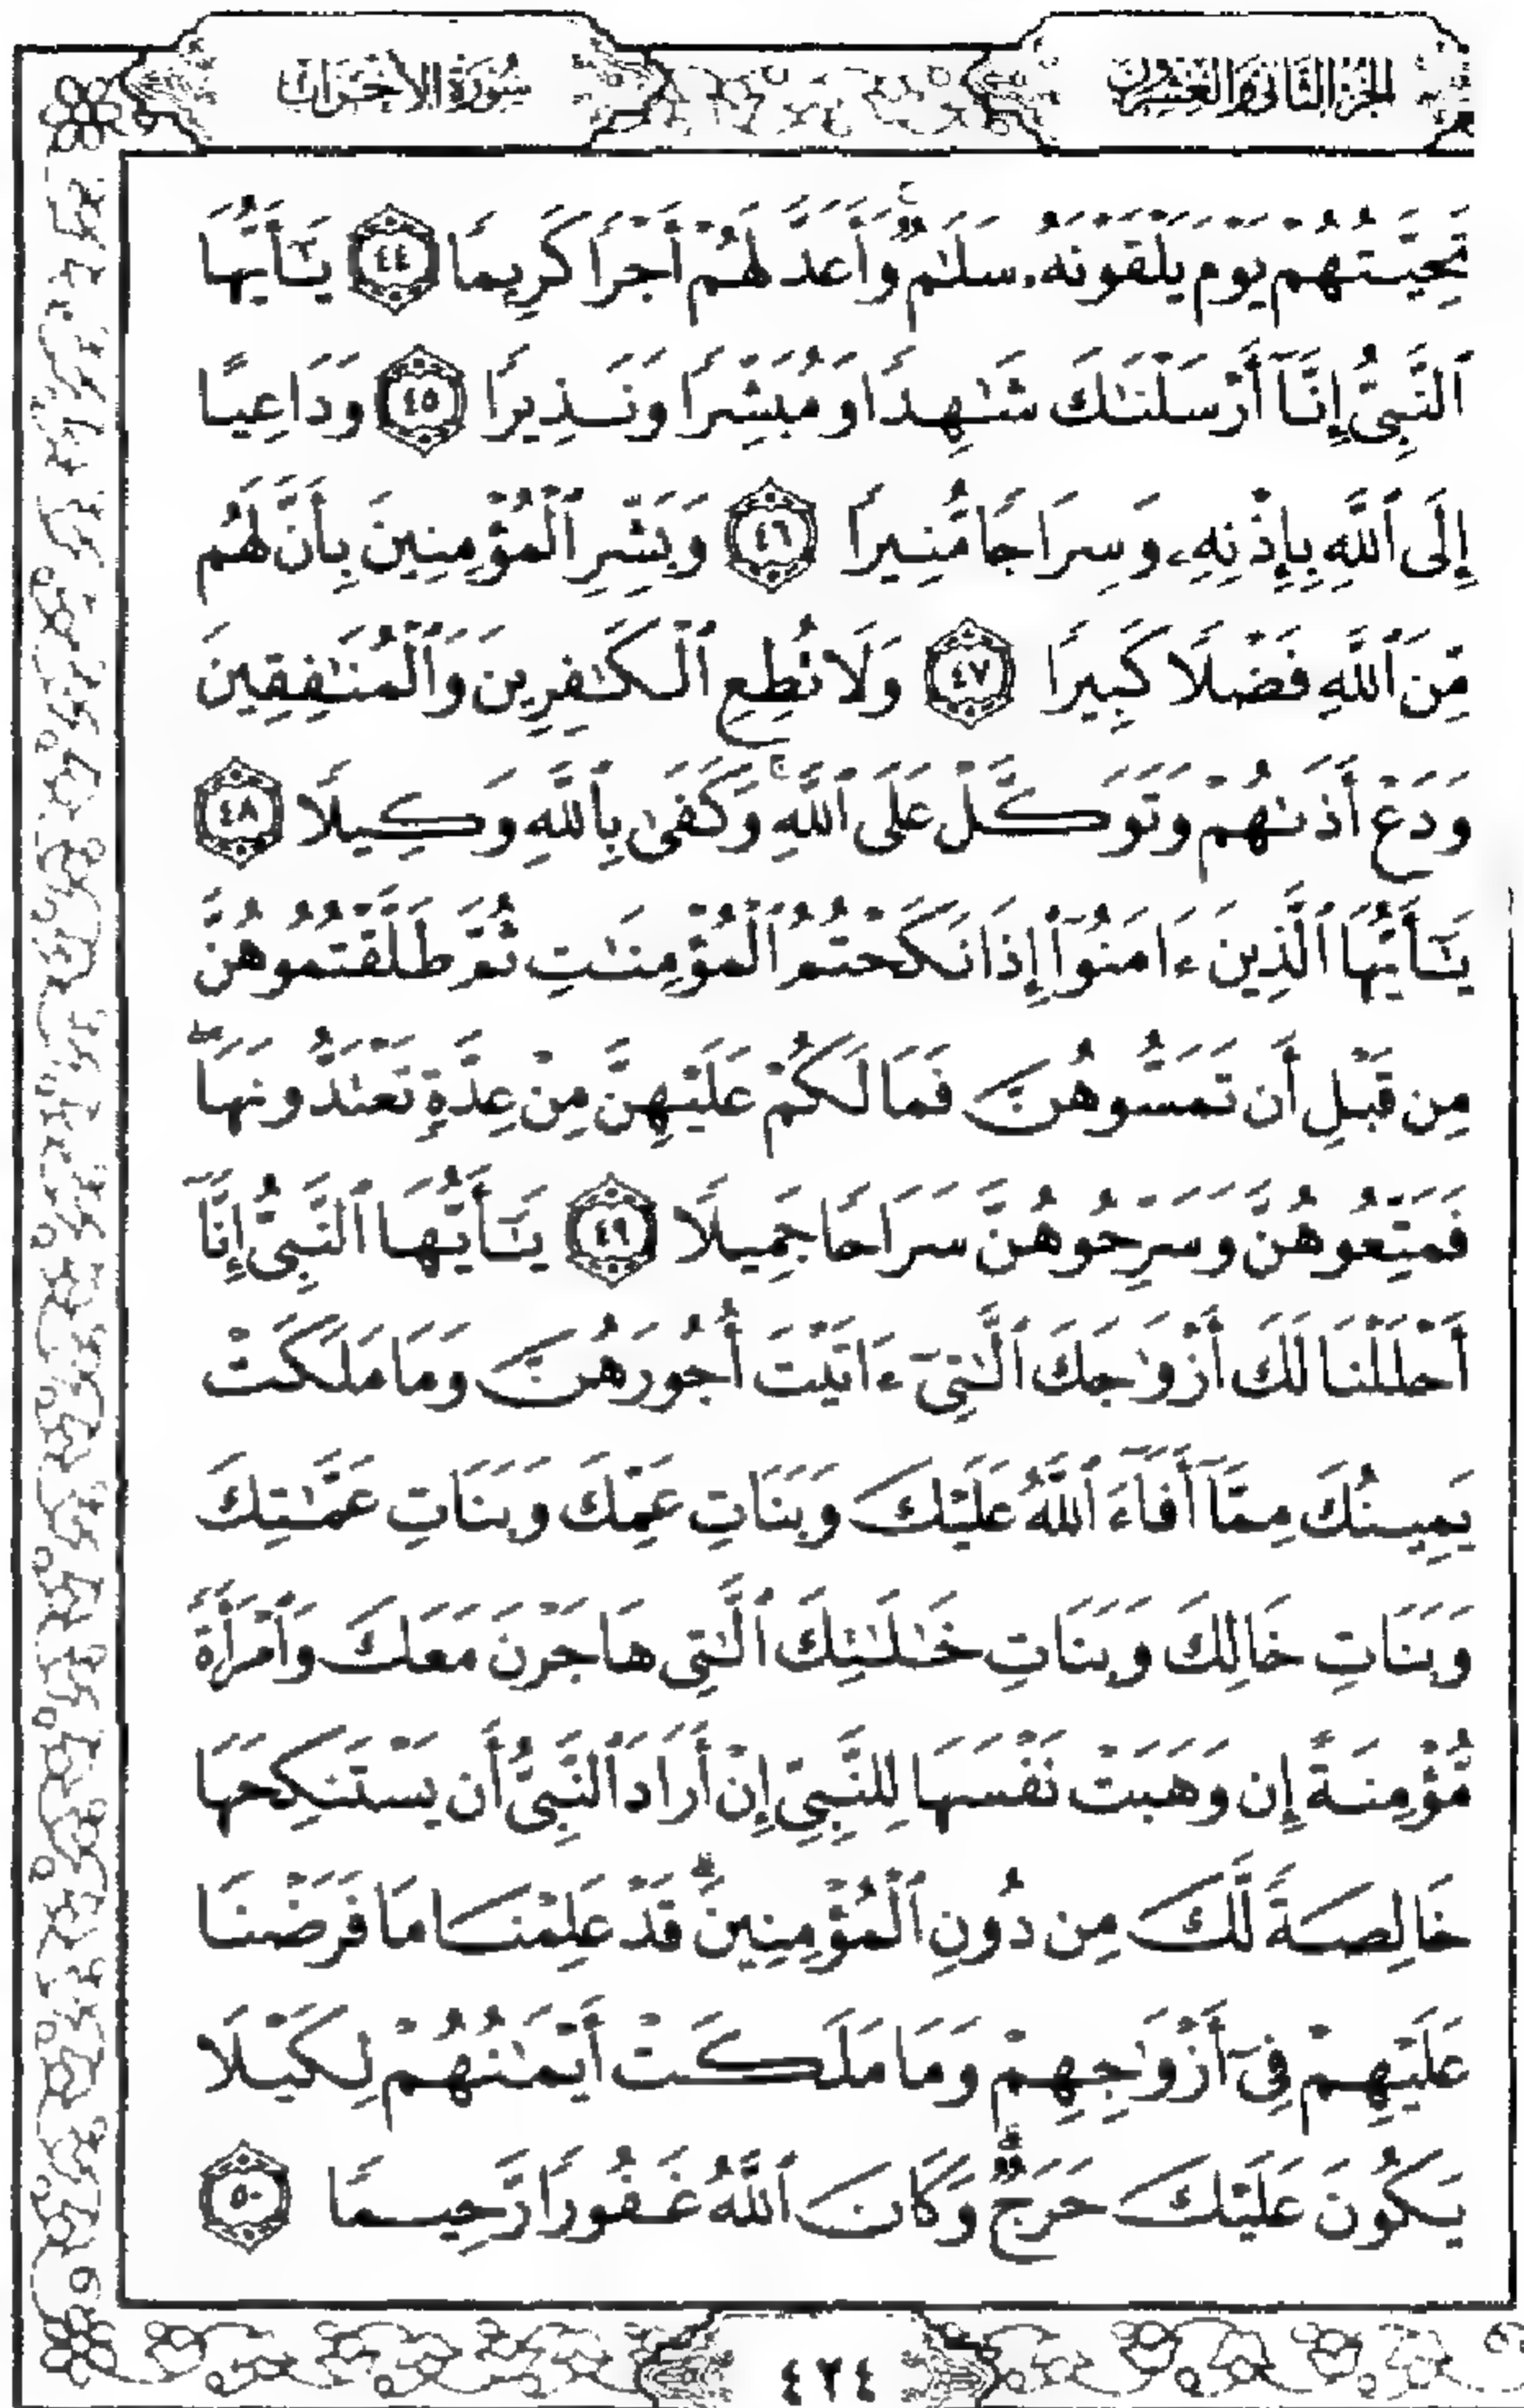 الجزء الثاني والعشرون
سورة الأحزاب
تَحِيَّتُهُمْ يَوْمَ يَلْقَوْنَهُۥ سَلَٰمٌ ۚ وَأَعَدَّ لَهُمْ أَجْرًا كَرِيمًا ٤٤ يَٰٓأَيُّهَا
ٱلنَّبِىُّ إِنَّآ أَرْسَلْنَٰكَ شَٰهِدًا وَمُبَشِّرًا وَنَذِيرًا ٤٥ وَدَاعِيًا
إِلَى ٱللَّهِ بِإِذْنِهِۦ وَسِرَاجًا مُّنِيرًا ٤٦ وَبَشِّرِ ٱلْمُؤْمِنِينَ بِأَنَّ لَهُم
مِّنَ ٱللَّهِ فَضْلًا كَبِيرًا ٤٧ وَلَا تُطِعِ ٱلْكَٰفِرِينَ وَٱلْمُنَٰفِقِينَ
وَدَعْ أَذَىٰهُمْ وَتَوَكَّلْ عَلَى ٱللَّهِ ۚ وَكَفَىٰ بِٱللَّهِ وَكِيلًا ٤٨
يَٰٓأَيُّهَا ٱلَّذِينَ ءَامَنُوٓا۟ إِذَا نَكَحْتُمُ ٱلْمُؤْمِنَٰتِ ثُمَّ طَلَّقْتُمُوهُنَّ
مِن قَبْلِ أَن تَمَسُّوهُنَّ فَمَا لَكُمْ عَلَيْهِنَّ مِنْ عِدَّةٍ تَعْتَدُّونَهَا ۖ
فَمَتِّعُوهُنَّ وَسَرِّحُوهُنَّ سَرَاحًا جَمِيلًا ٤٩ يَٰٓأَيُّهَا ٱلنَّبِىُّ إِنَّآ
أَحْلَلْنَا لَكَ أَزْوَٰجَكَ ٱلَّٰتِىٓ ءَاتَيْتَ أُجُورَهُنَّ وَمَا مَلَكَتْ
يَمِينُكَ مِمَّآ أَفَآءَ ٱللَّهُ عَلَيْكَ وَبَنَاتِ عَمِّكَ وَبَنَاتِ عَمَّٰتِكَ
وَبَنَاتِ خَالِكَ وَبَنَاتِ خَٰلَٰتِكَ ٱلَّٰتِى هَاجَرْنَ مَعَكَ وَٱمْرَأَةً
مُّؤْمِنَةً إِن وَهَبَتْ نَفْسَهَا لِلنَّبِىِّ إِنْ أَرَادَ ٱلنَّبِىُّ أَن يَسْتَنكِحَهَا
خَالِصَةً لَّكَ مِن دُونِ ٱلْمُؤْمِنِينَ ۗ قَدْ عَلِمْنَا مَا فَرَضْنَا
عَلَيْهِمْ فِىٓ أَزْوَٰجِهِمْ وَمَا مَلَكَتْ أَيْمَٰنُهُمْ لِكَيْلَا
يَكُونَ عَلَيْكَ حَرَجٌ ۗ وَكَانَ ٱللَّهُ غَفُورًا رَّحِيمًا ٥٠
٤٢٤